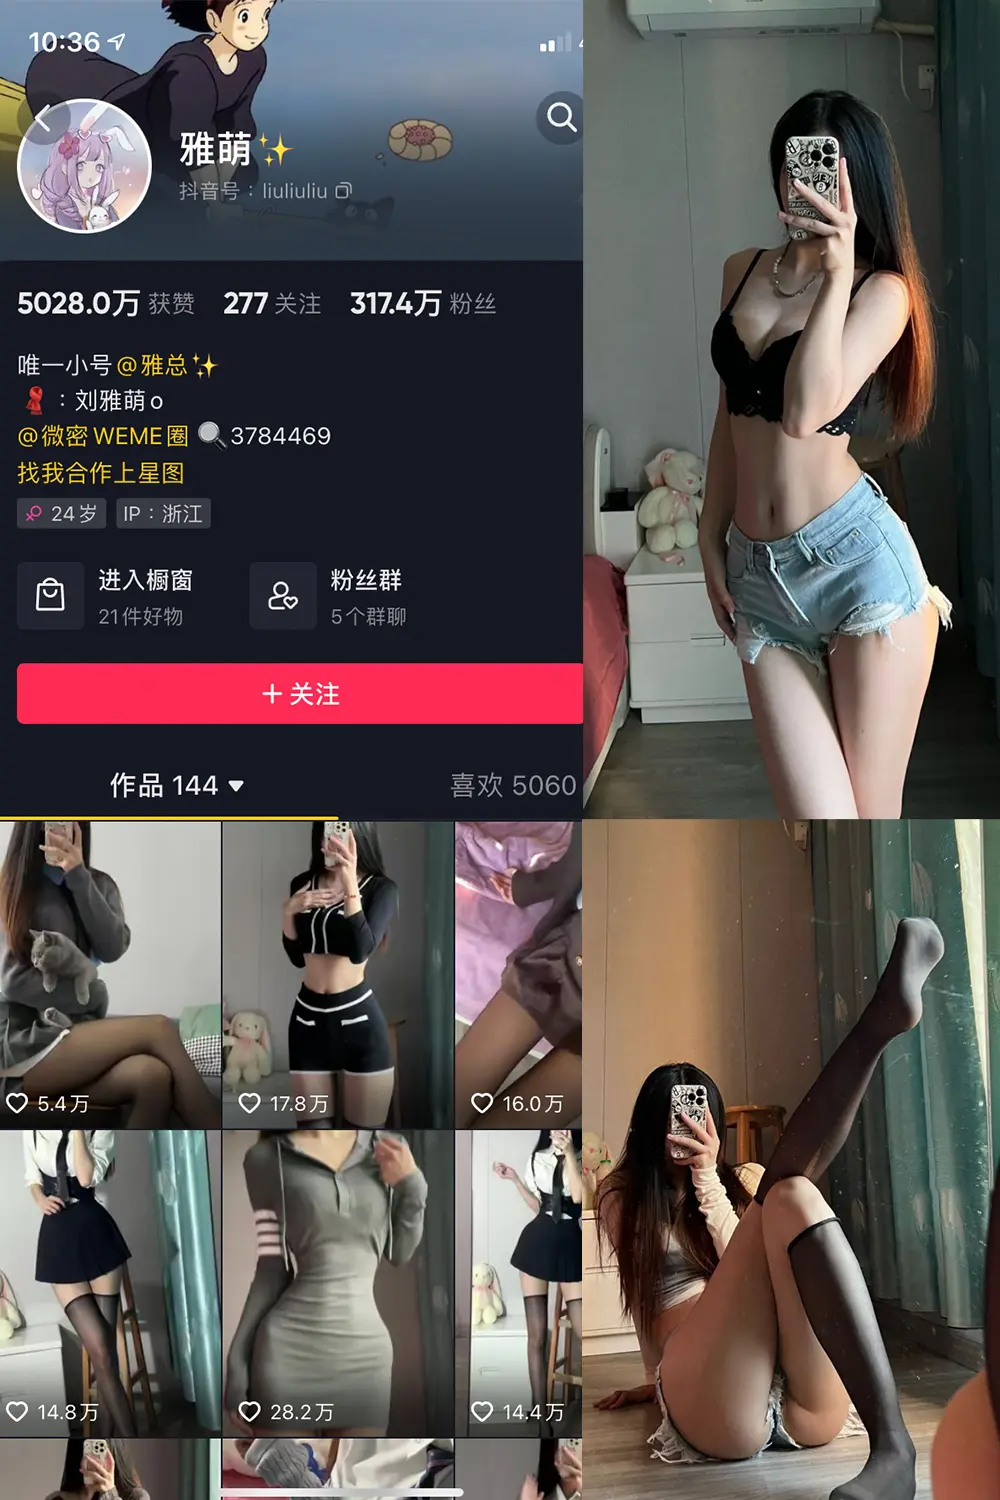 10:36
雅萌✨
抖音号：liuliuliu
5028.0万 获赞 277 关注 317.4万 粉丝
唯一小号@雅总✨
🧣：刘雅萌o
@微密WEME圈 🔍3784469
找我合作上星图
♀ 24岁 IP：浙江
进入橱窗
21件好物
粉丝群
5个群聊
+ 关注
作品 144 喜欢 5060
5.4万 17.8万 16.0万
14.8万 28.2万 14.4万